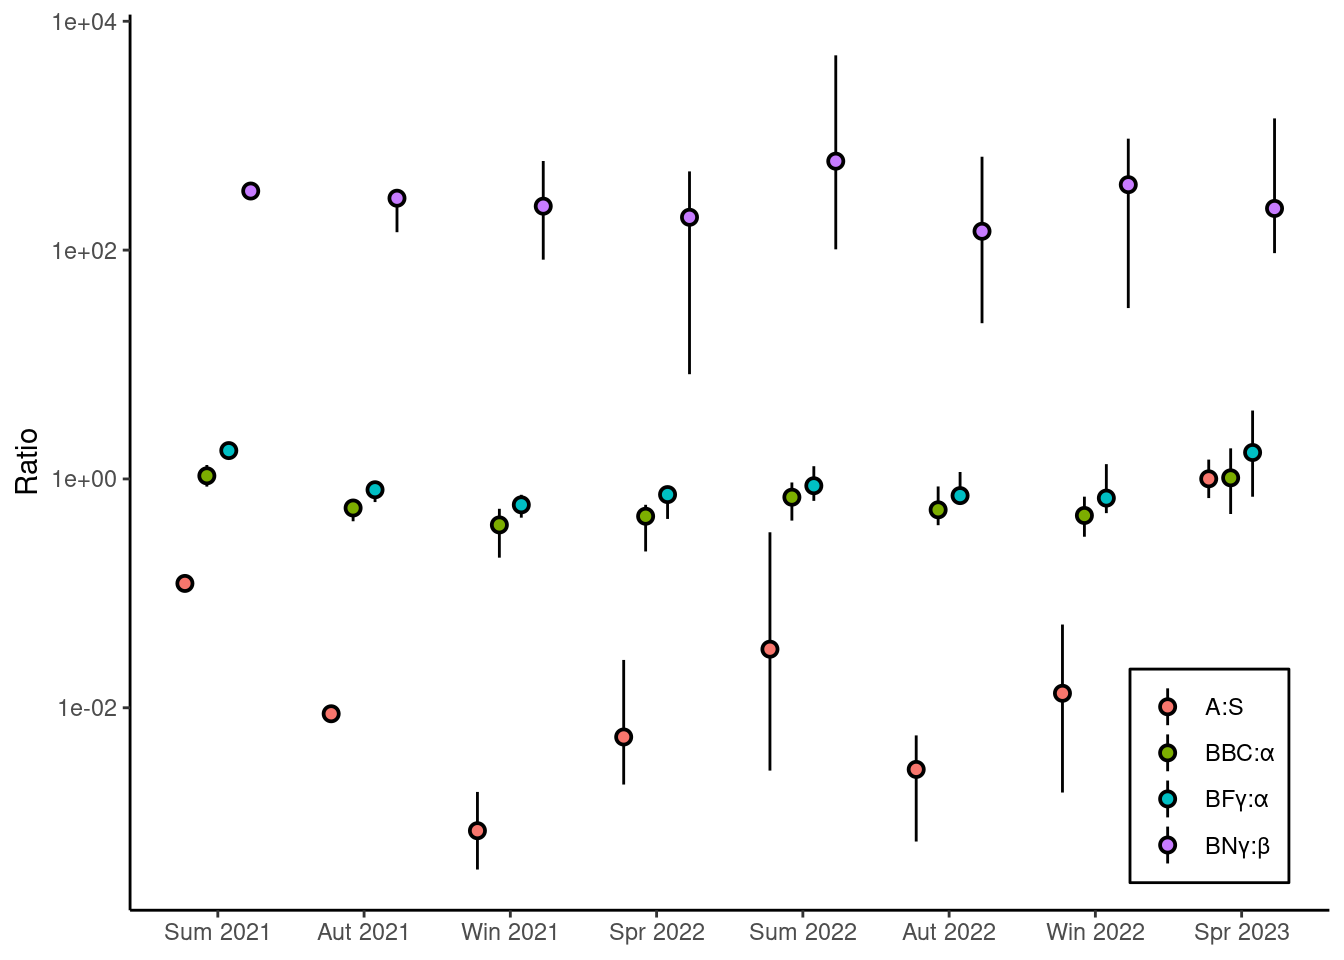 1e+04
1e+02
1e+00
1e-02
Ratio
Sum 2021
Aut 2021
Win 2021
Spr 2022
Sum 2022
Aut 2022
Win 2022
Spr 2023
A:S
BBC:α
BFγ:α
BNγ:β